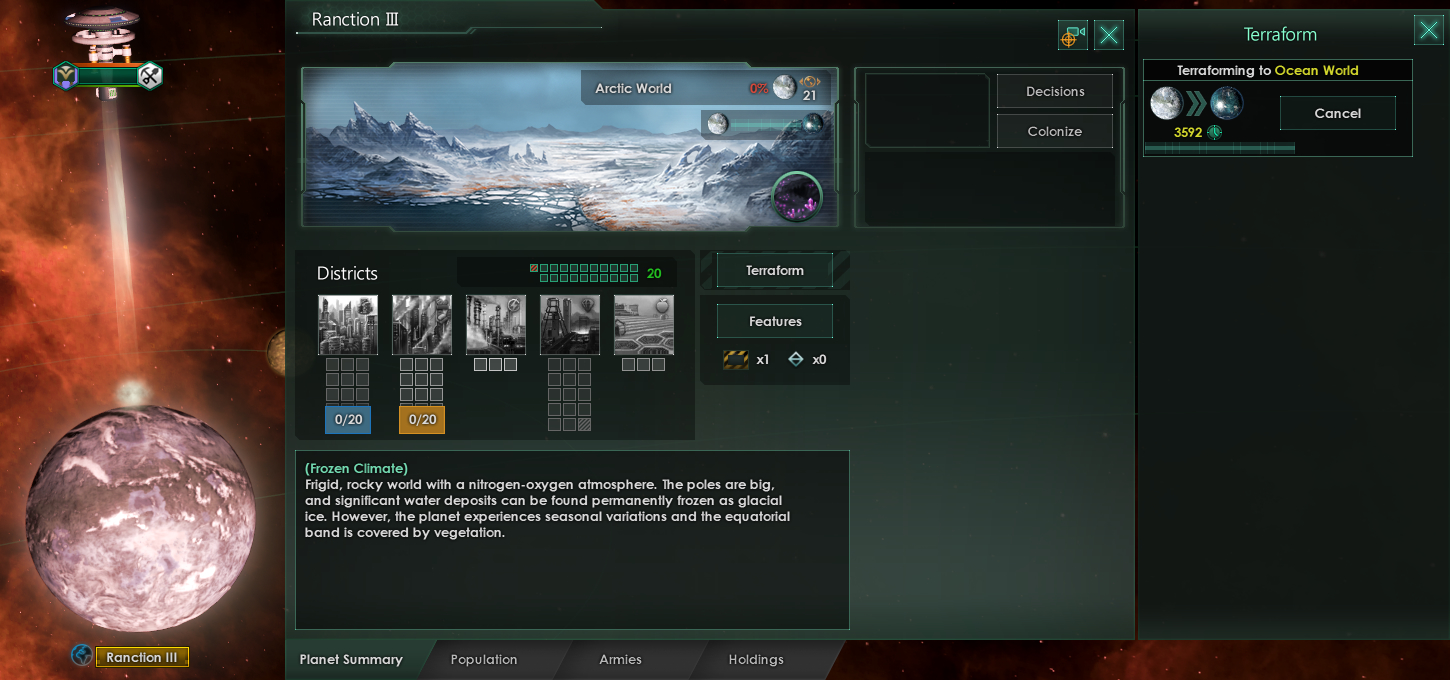 Ranction III
Arctic World
0%
21
Decisions
Colonize
Districts
20
0/20
0/20
Terraform
Features
x1
x0
(Frozen Climate)
Frigid, rocky world with a nitrogen-oxygen atmosphere. The poles are big,
and significant water deposits can be found permanently frozen as glacial
ice. However, the planet experiences seasonal variations and the equatorial
band is covered by vegetation.
Planet Summary
Population
Armies
Holdings
Terraform
Terraforming to Ocean World
3592
Cancel
Ranction III